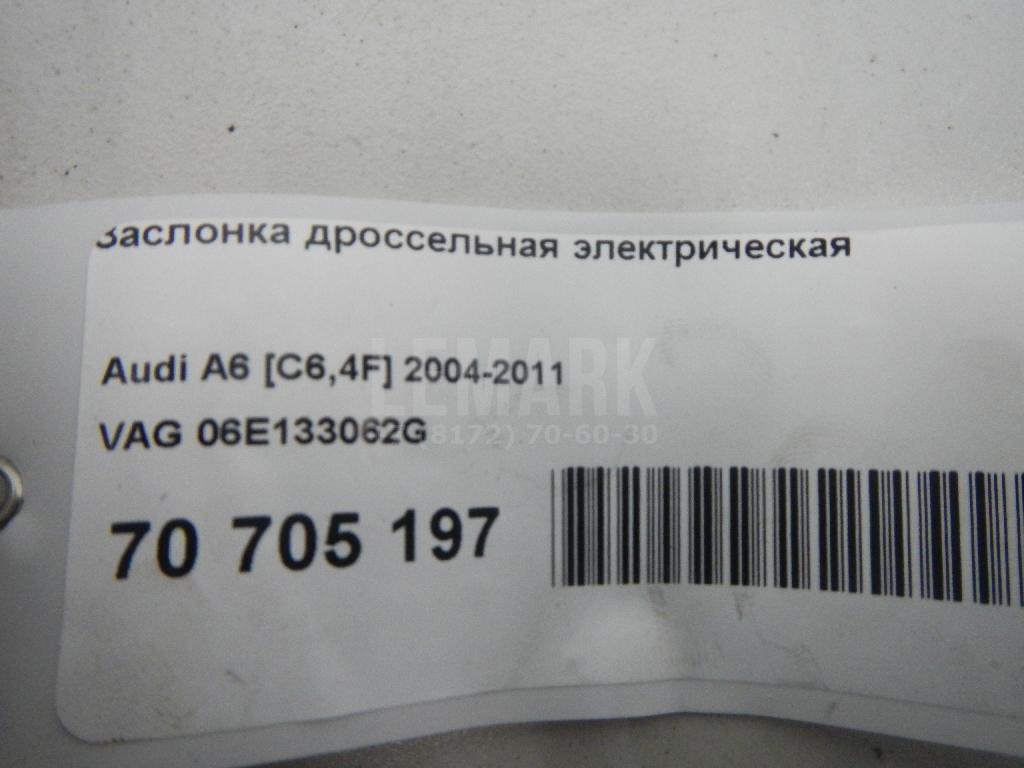 Заслонка дроссельная электрическая
Audi A6 [C6,4F] 2004-2011
LEMARK
VAG 06E133062G
(8172) 70-60-30
70 705 197